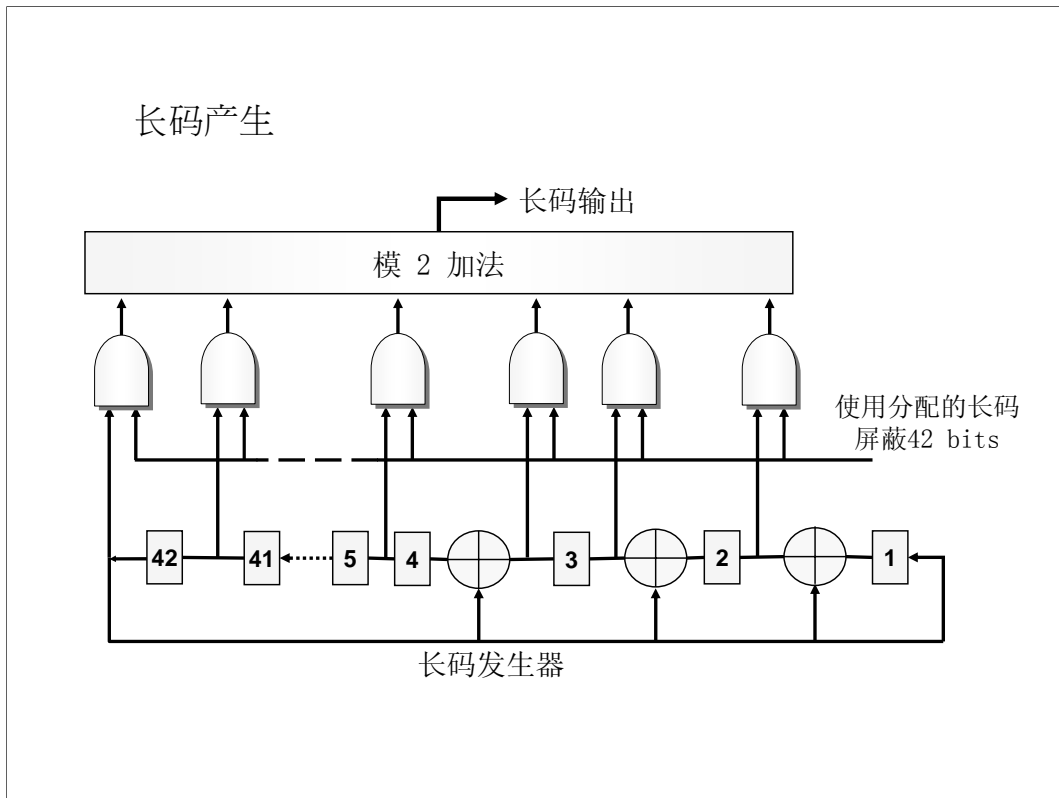 长码产生
长码输出
模 2 加法
使用分配的长码
屏蔽42 bits
42 41 5 4 3 2 1
长码发生器